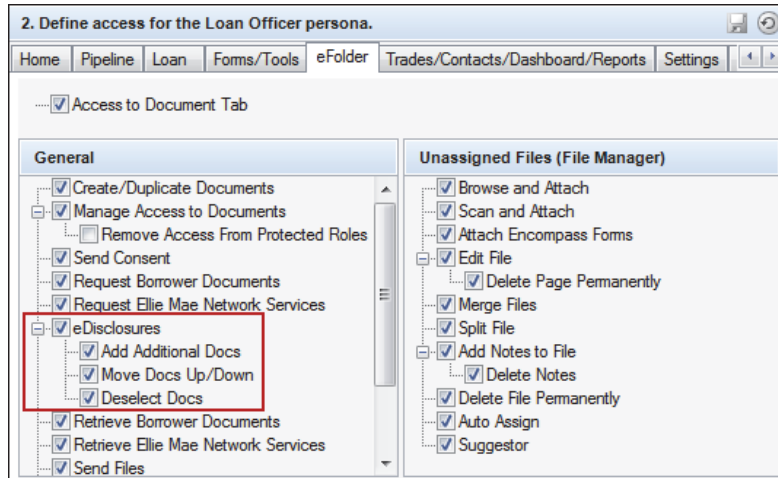 2. Define access for the Loan Officer persona.
Home Pipeline Loan Forms/Tools eFolder Trades/Contacts/Dashboard/Reports Settings
Access to Document Tab
General
Create/Duplicate Documents
Manage Access to Documents
Remove Access From Protected Roles
Send Consent
Request Borrower Documents
Request Ellie Mae Network Services
eDisclosures
Add Additional Docs
Move Docs Up/Down
Deselect Docs
Retrieve Borrower Documents
Retrieve Ellie Mae Network Services
Send Files
Unassigned Files (File Manager)
Browse and Attach
Scan and Attach
Attach Encompass Forms
Edit File
Delete Page Permanently
Merge Files
Split File
Add Notes to File
Delete Notes
Delete File Permanently
Auto Assign
Suggestor